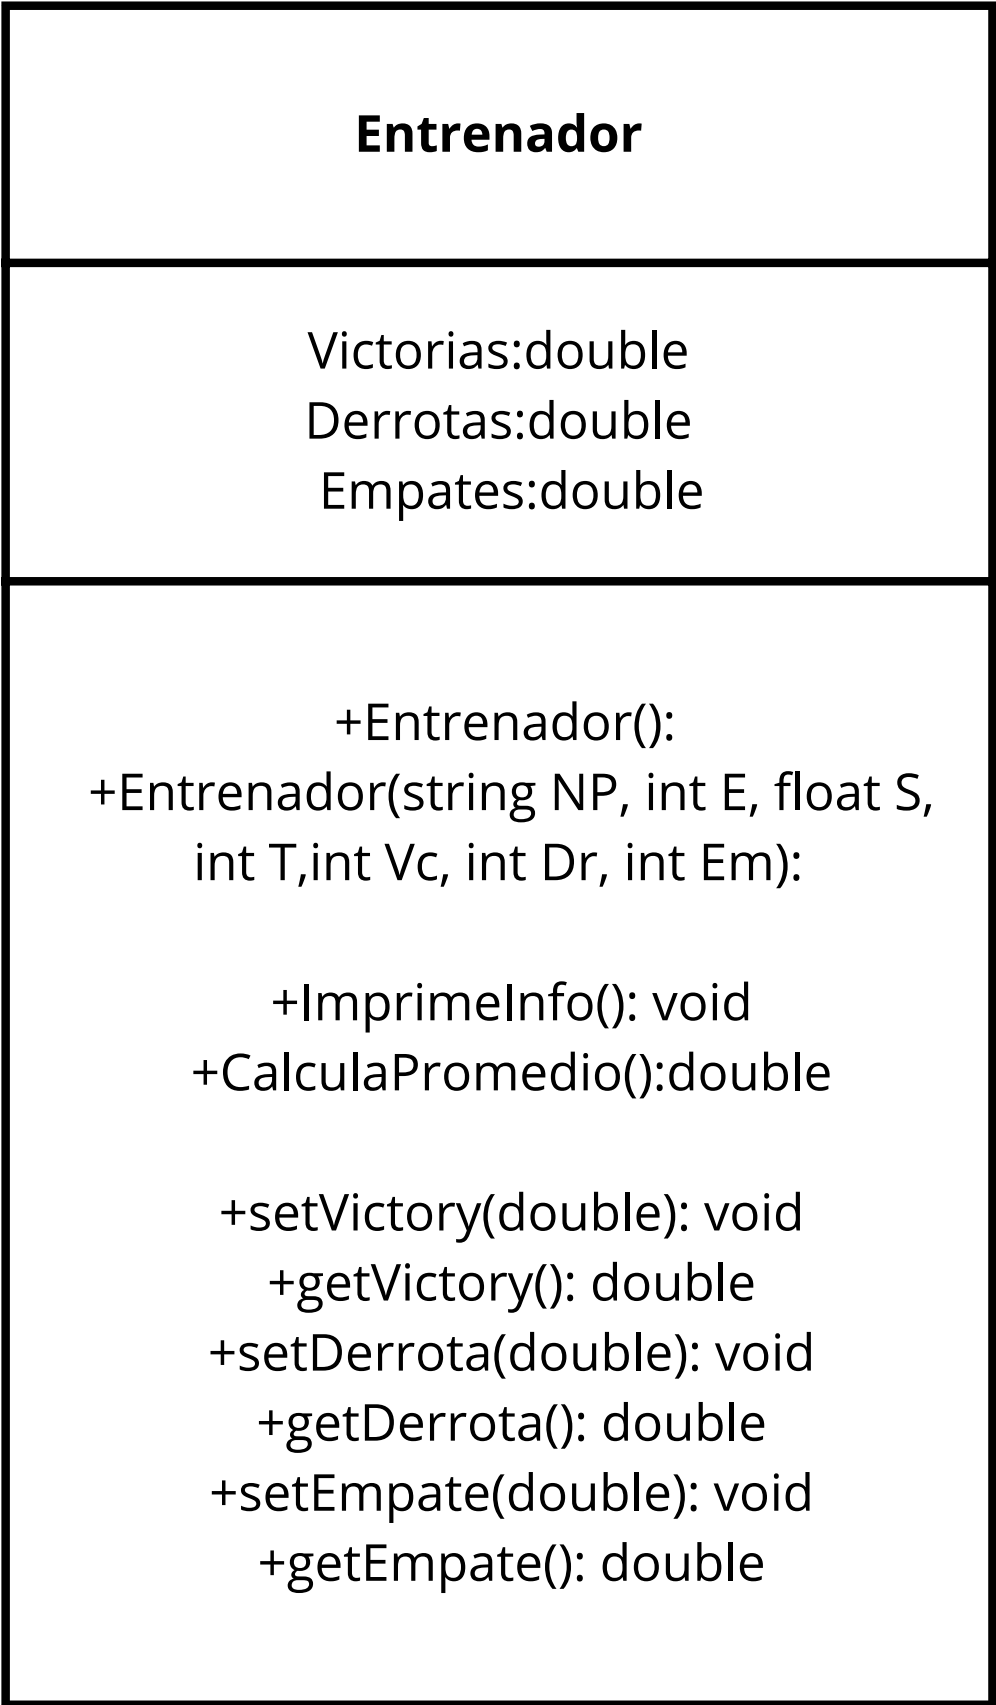 Entrenador
Victorias:double
Derrotas:double
Empates:double
+Entrenador():
+Entrenador(string NP, int E, float S,
int T,int Vc, int Dr, int Em):
+ImprimeInfo(): void
+CalculaPromedio():double
+setVictory(double): void
+getVictory(): double
+setDerrota(double): void
+getDerrota(): double
+setEmpate(double): void
+getEmpate(): double